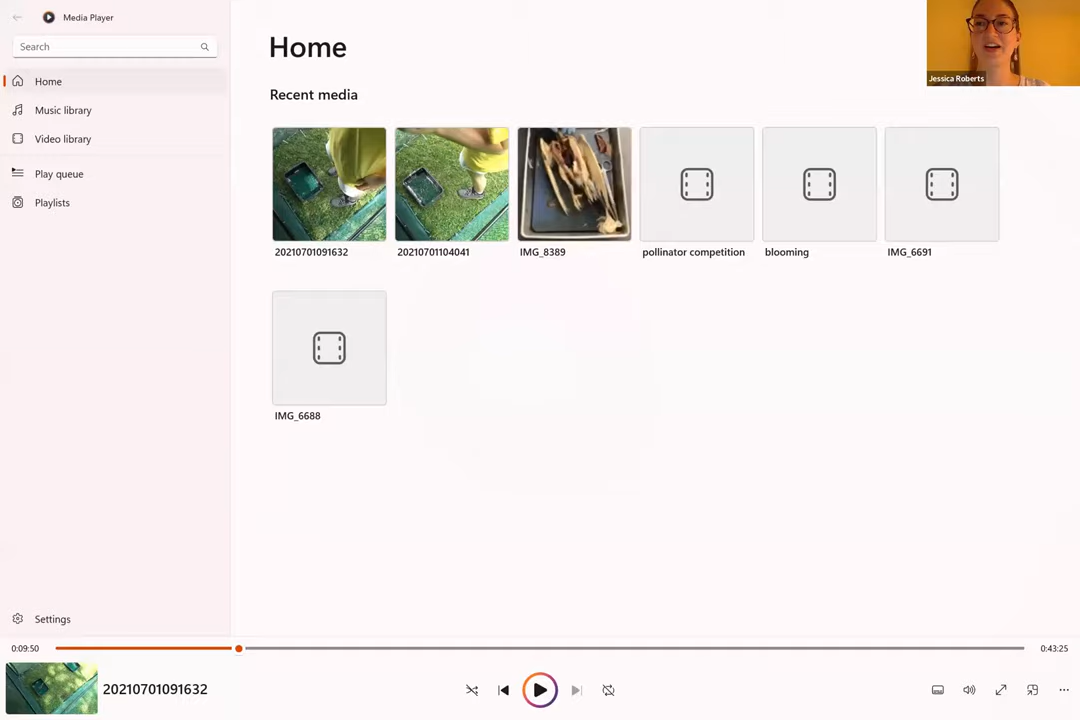 Media Player
Search
Home
Music library
Video library
Play queue
Playlists
Settings
Home
Recent media
20210701091632
20210701104041
IMG_8389
pollinator competition
blooming
IMG_6691
IMG_6688
Jessica Roberts
0:09:50
0:43:25
20210701091632